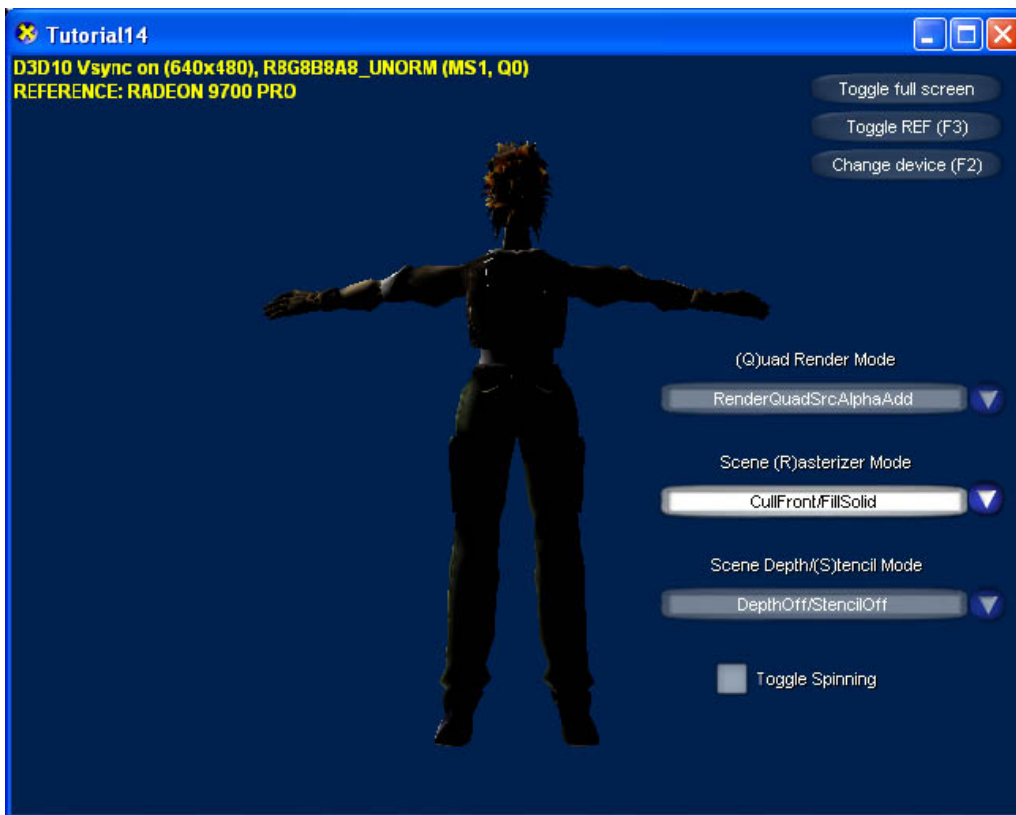 Tutorial14
D3D10 Vsync on (640x480), R8G8B8A8_UNORM (MS1, Q0)
REFERENCE: RADEON 9700 PRO
Toggle full screen
Toggle REF (F3)
Change device (F2)
(Q)uad Render Mode
RenderQuadSrcAlphaAdd
Scene (R)asterizer Mode
CullFront/FillSolid
Scene Depth/(S)tencil Mode
DepthOff/StencilOff
Toggle Spinning